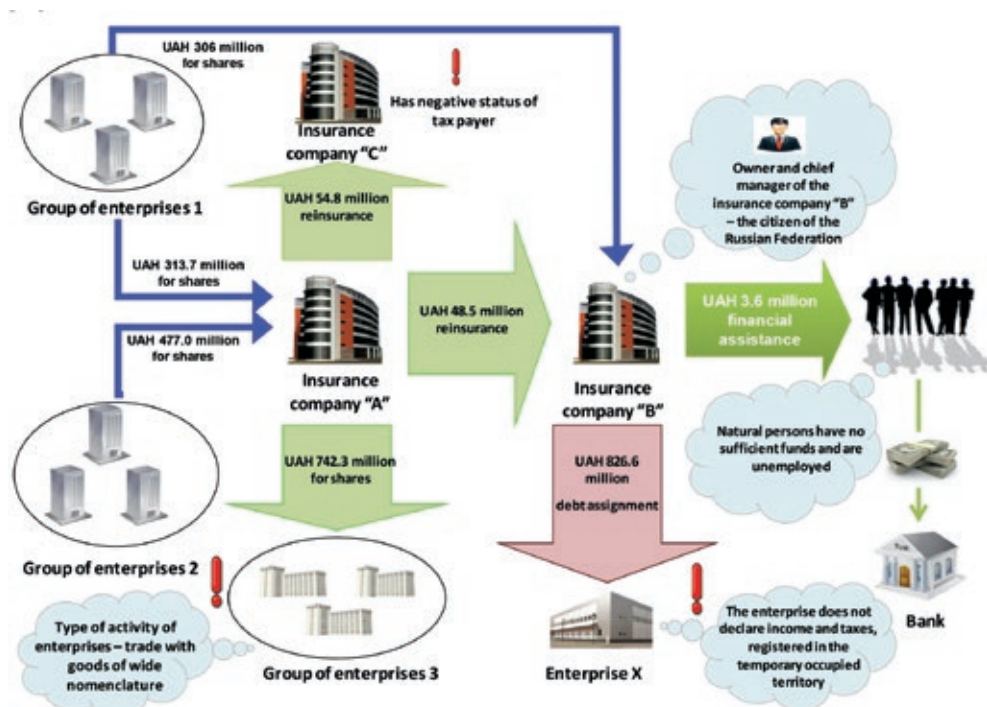 UAH 306 million
for shares
Has negative status of
tax payer
Insurance
company “C”
Owner and chief
manager of the
insurance company “B”
– the citizen of the
Russian Federation
Group of enterprises 1
UAH 54.8 million
reinsurance
UAH 313.7 million
for shares
UAH 48.5 million
reinsurance
UAH 3.6 million
financial
assistance
UAH 477.0 million
for shares
Insurance
company “A”
Insurance
company “B”
Natural persons have no
sufficient funds and are
unemployed
UAH 742.3 million
for shares
UAH 826.6
million
debt assignment
Group of enterprises 2
Type of activity of
enterprises – trade with
goods of wide
nomenclature
Group of enterprises 3
Enterprise X
The enterprise does not
declare income and taxes,
registered in the
temporary occupied
territory
Bank